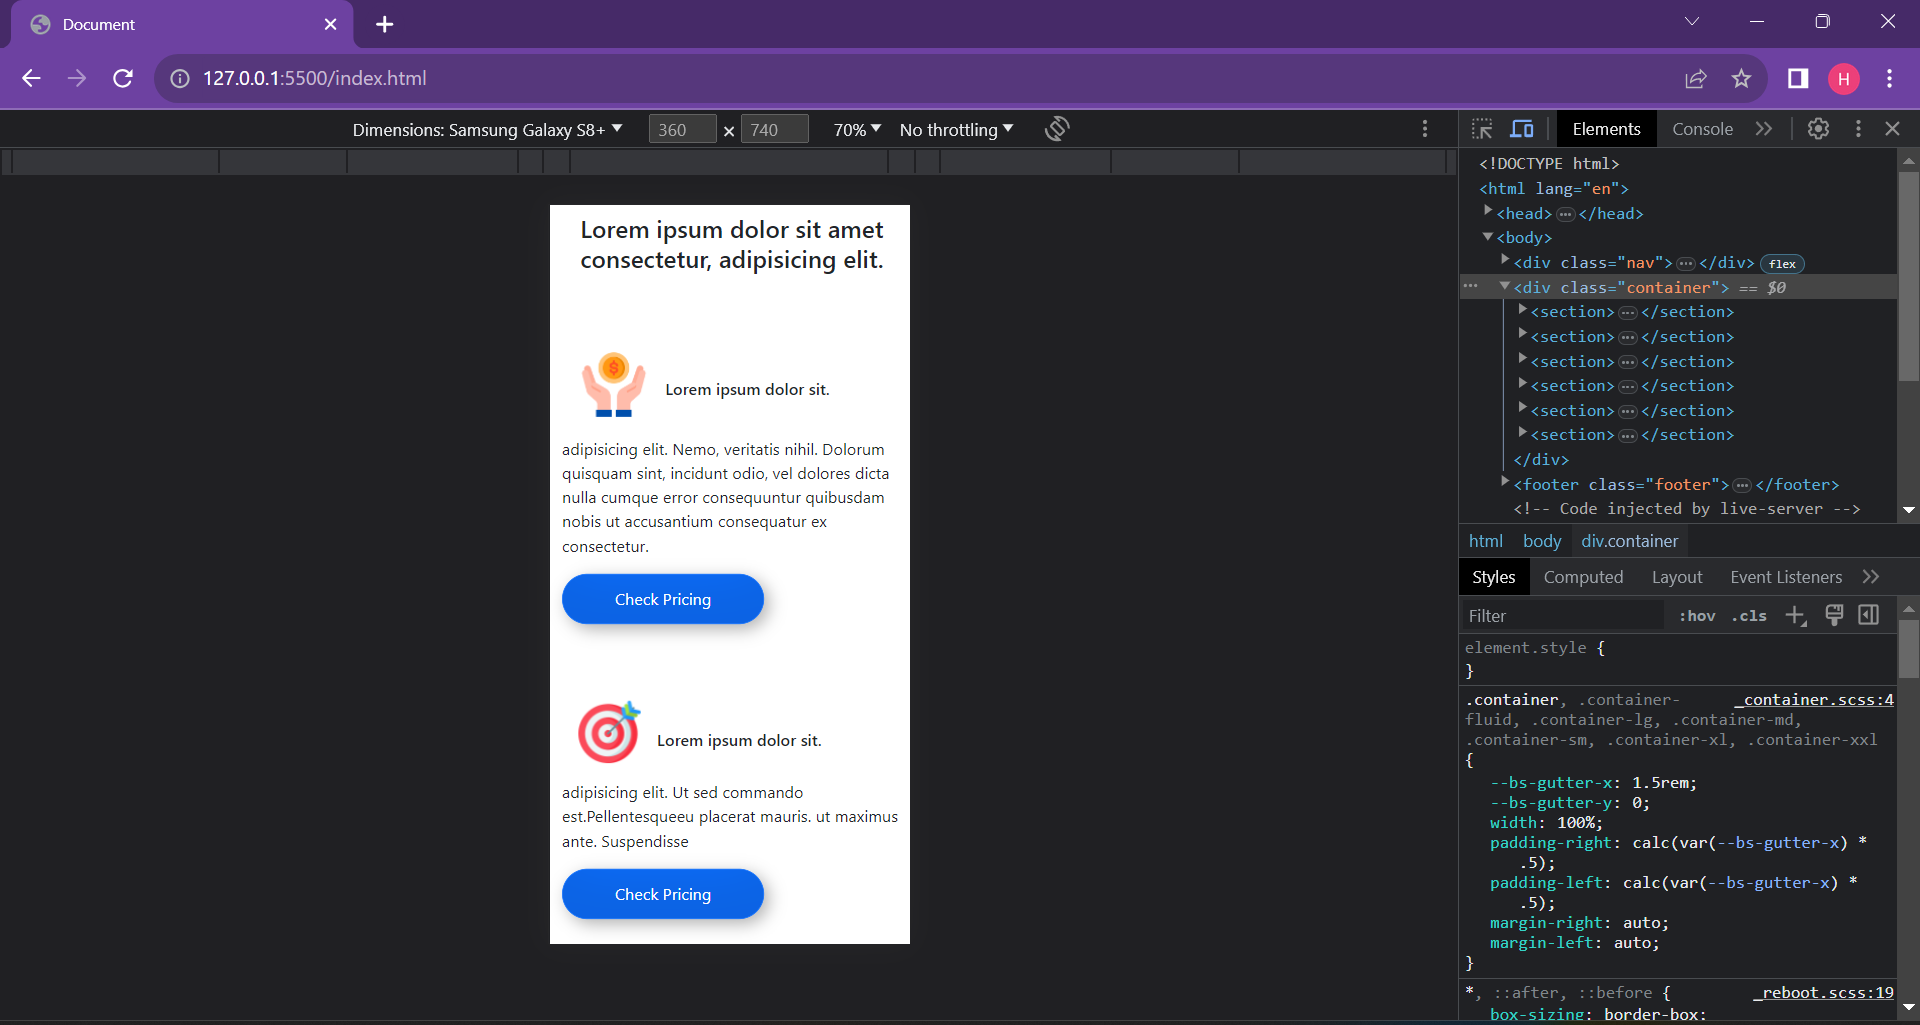 Document
127.0.0.1:5500/index.html
H
Dimensions: Samsung Galaxy S8+
360 × 740
70%
No throttling
Elements
Console
Lorem ipsum dolor sit amet
consectetur, adipisicing elit.
Lorem ipsum dolor sit.
adipisicing elit. Nemo, veritatis nihil. Dolorum
quisquam sint, incidunt odio, vel dolores dicta
nulla cumque error consequuntur quibusdam
nobis ut accusantium consequatur ex
consectetur.
Check Pricing
Lorem ipsum dolor sit.
adipisicing elit. Ut sed commando
est.Pellentesqueeu placerat mauris. ut maximus
ante. Suspendisse
Check Pricing
<!DOCTYPE html>
<html lang="en">
<head>…</head>
<body>
<div class="nav">…</div> flex
<div class="container"> == $0
<section>…</section>
<section>…</section>
<section>…</section>
<section>…</section>
<section>…</section>
<section>…</section>
</div>
<footer class="footer">…</footer>
<!-- Code injected by live-server -->
html body div.container
Styles Computed Layout Event Listeners
Filter :hov .cls
element.style {
}
.container, .container- _container.scss:4
fluid, .container-lg, .container-md,
.container-sm, .container-xl, .container-xxl
{
--bs-gutter-x: 1.5rem;
--bs-gutter-y: 0;
width: 100%;
padding-right: calc(var(--bs-gutter-x) *
.5);
padding-left: calc(var(--bs-gutter-x) *
.5);
margin-right: auto;
margin-left: auto;
}
*, ::after, ::before { _reboot.scss:19
box-sizing: border-box;